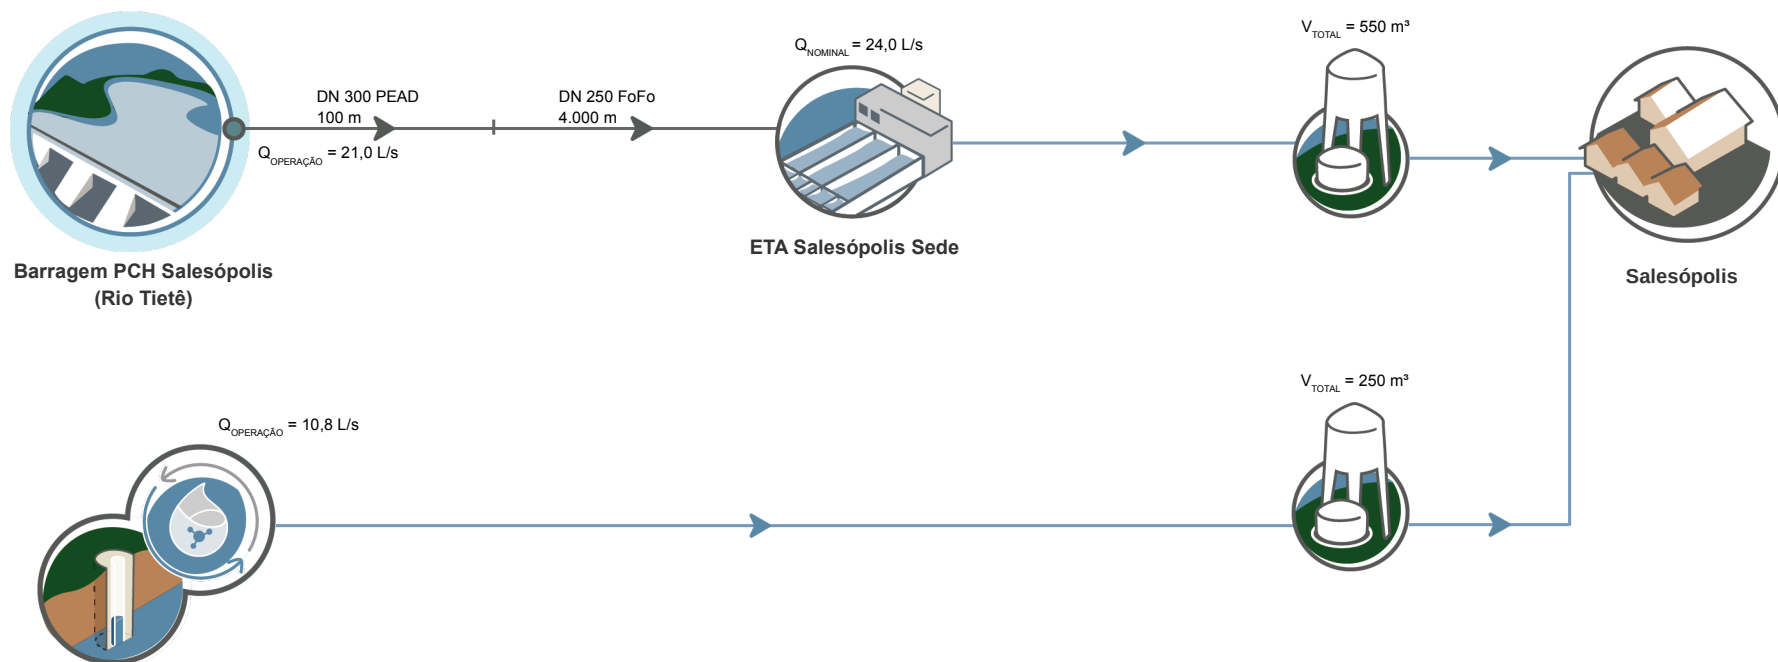 V_TOTAL = 550 m³
Q_NOMINAL = 24,0 L/s
DN 300 PEAD
100 m
DN 250 FoFo
4.000 m
Q_OPERAÇÃO = 21,0 L/s
ETA Salesópolis Sede
Barragem PCH Salesópolis
(Rio Tietê)
Salesópolis
V_TOTAL = 250 m³
Q_OPERAÇÃO = 10,8 L/s